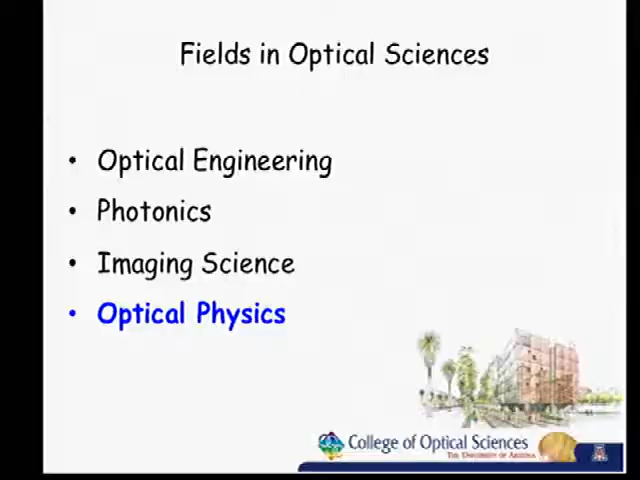 Fields in Optical Sciences
• Optical Engineering
• Photonics
• Imaging Science
• Optical Physics
College of Optical Sciences
THE UNIVERSITY OF ARIZONA
A